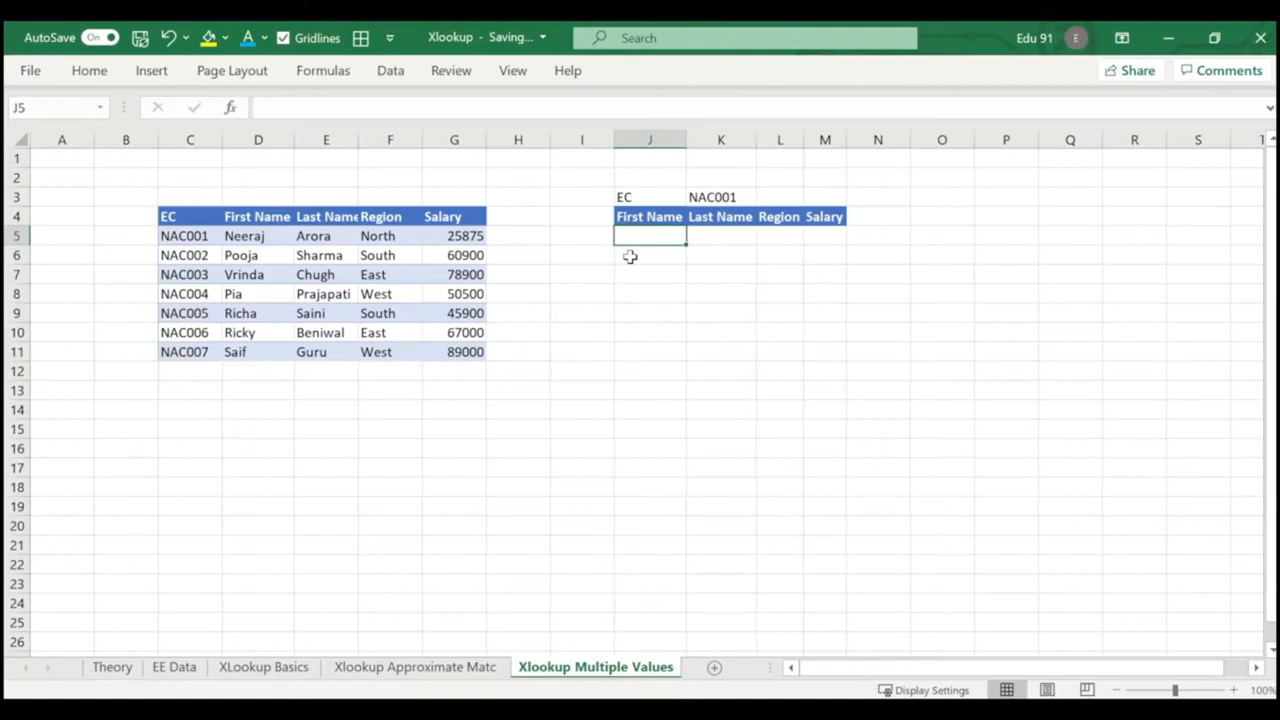 AutoSave On Gridlines Xlookup - Saving... Search Edu 91 E
File Home Insert Page Layout Formulas Data Review View Help Share Comments
J5 fx
A B C D E F G H I J K L M N O P Q R S T
1
2
3 EC NAC001
4 EC First Name Last Name Region Salary First Name Last Name Region Salary
5 NAC001 Neeraj Arora North 25875
6 NAC002 Pooja Sharma South 60900
7 NAC003 Vrinda Chugh East 78900
8 NAC004 Pia Prajapati West 50500
9 NAC005 Richa Saini South 45900
10 NAC006 Ricky Beniwal East 67000
11 NAC007 Saif Guru West 89000
12
13
14
15
16
17
18
19
20
21
22
23
24
25
26
Theory EE Data XLookup Basics Xlookup Approximate Matc Xlookup Multiple Values
Display Settings 100%